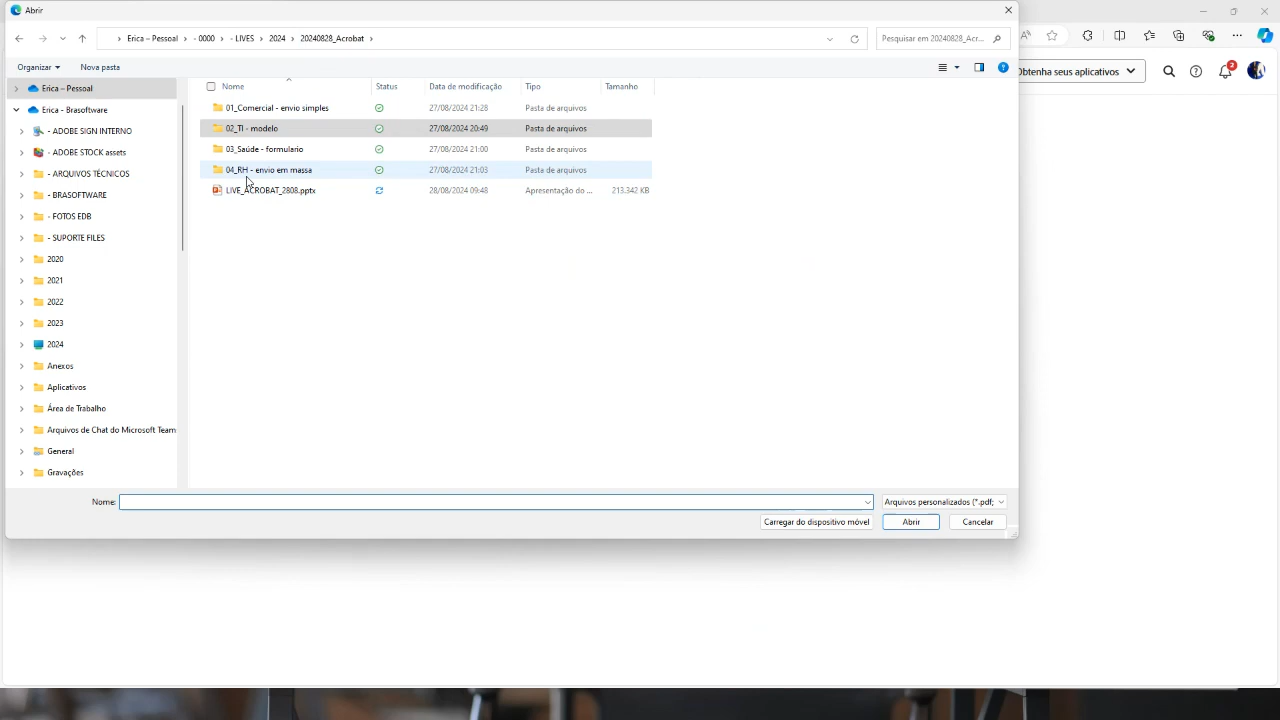 Abrir
Erica – Pessoal > - 0000 > - LIVES > 2024 > 20240828_Acrobat >
Pesquisar em 20240828_Acr...
Organizar
Nova pasta
Obtenha seus aplicativos
2
Erica – Pessoal
Erica - Brasoftware
- ADOBE SIGN INTERNO
- ADOBE STOCK assets
- ARQUIVOS TÉCNICOS
- BRASOFTWARE
- FOTOS EDB
- SUPORTE FILES
2020
2021
2022
2023
2024
Anexos
Aplicativos
Área de Trabalho
Arquivos de Chat do Microsoft Team
General
Gravações
Nome Status Data de modificação Tipo Tamanho
01_Comercial - envio simples 27/08/2024 21:28 Pasta de arquivos
02_TI - modelo 27/08/2024 20:49 Pasta de arquivos
03_Saúde - formulario 27/08/2024 21:00 Pasta de arquivos
04_RH - envio em massa 27/08/2024 21:03 Pasta de arquivos
LIVE_ACROBAT_2808.pptx 28/08/2024 09:48 Apresentação do ... 213.342 KB
Nome:
Arquivos personalizados (*.pdf;
Carregar do dispositivo móvel
Abrir
Cancelar